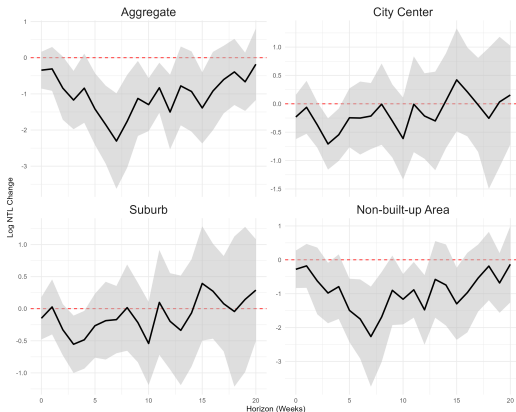 Aggregate
City Center
1
0
-1
-2
-3
1.0
0.5
0.0
-0.5
-1.0
-1.5
Log NTL Change
Suburb
Non-built-up Area
1.0
0.5
0.0
-0.5
-1.0
1
0
-1
-2
-3
0 5 10 15 20
0 5 10 15 20
Horizon (Weeks)